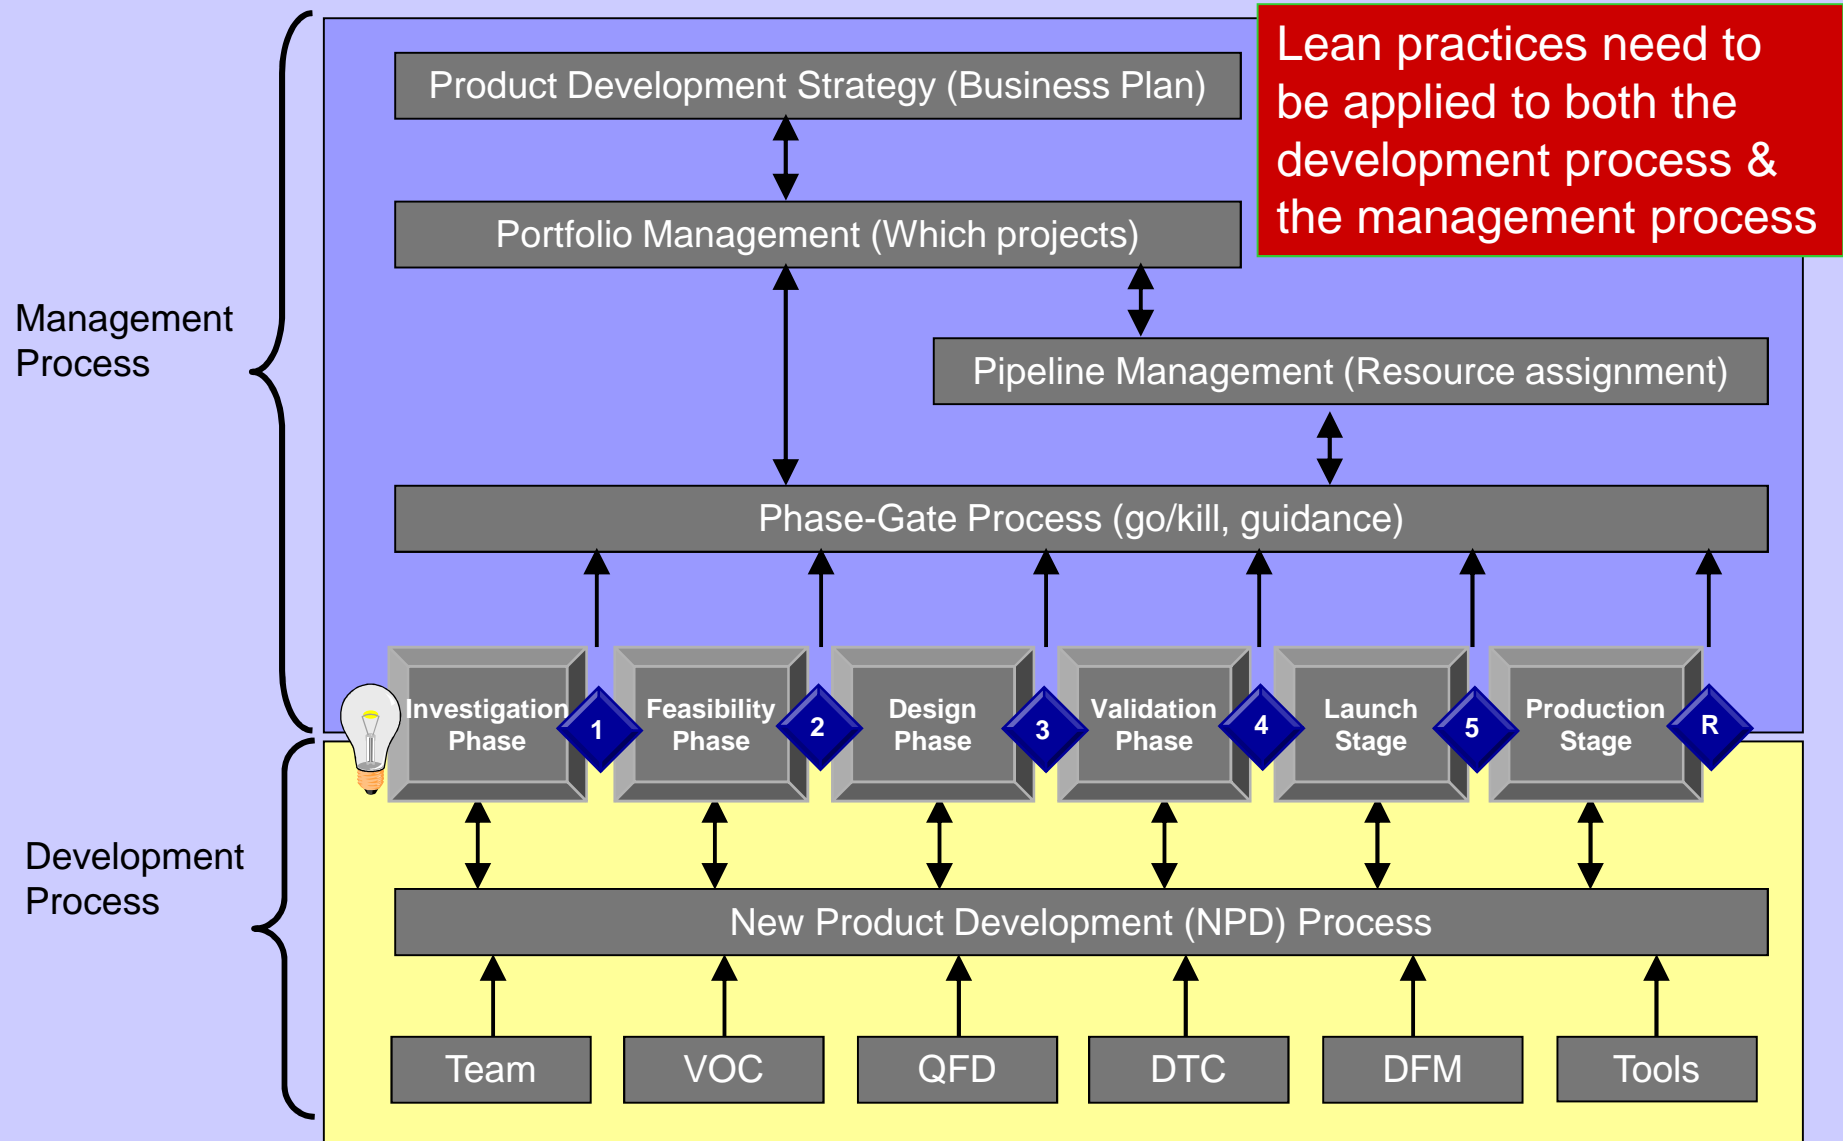 Lean practices need to
be applied to both the
development process &
the management process
Product Development Strategy (Business Plan)
Portfolio Management (Which projects)
Management
Process
Pipeline Management (Resource assignment)
Phase-Gate Process (go/kill, guidance)
Investigation
Phase
1
Feasibility
Phase
2
Design
Phase
3
Validation
Phase
4
Launch
Stage
5
Production
Stage
R
Development
Process
New Product Development (NPD) Process
Team
VOC
QFD
DTC
DFM
Tools